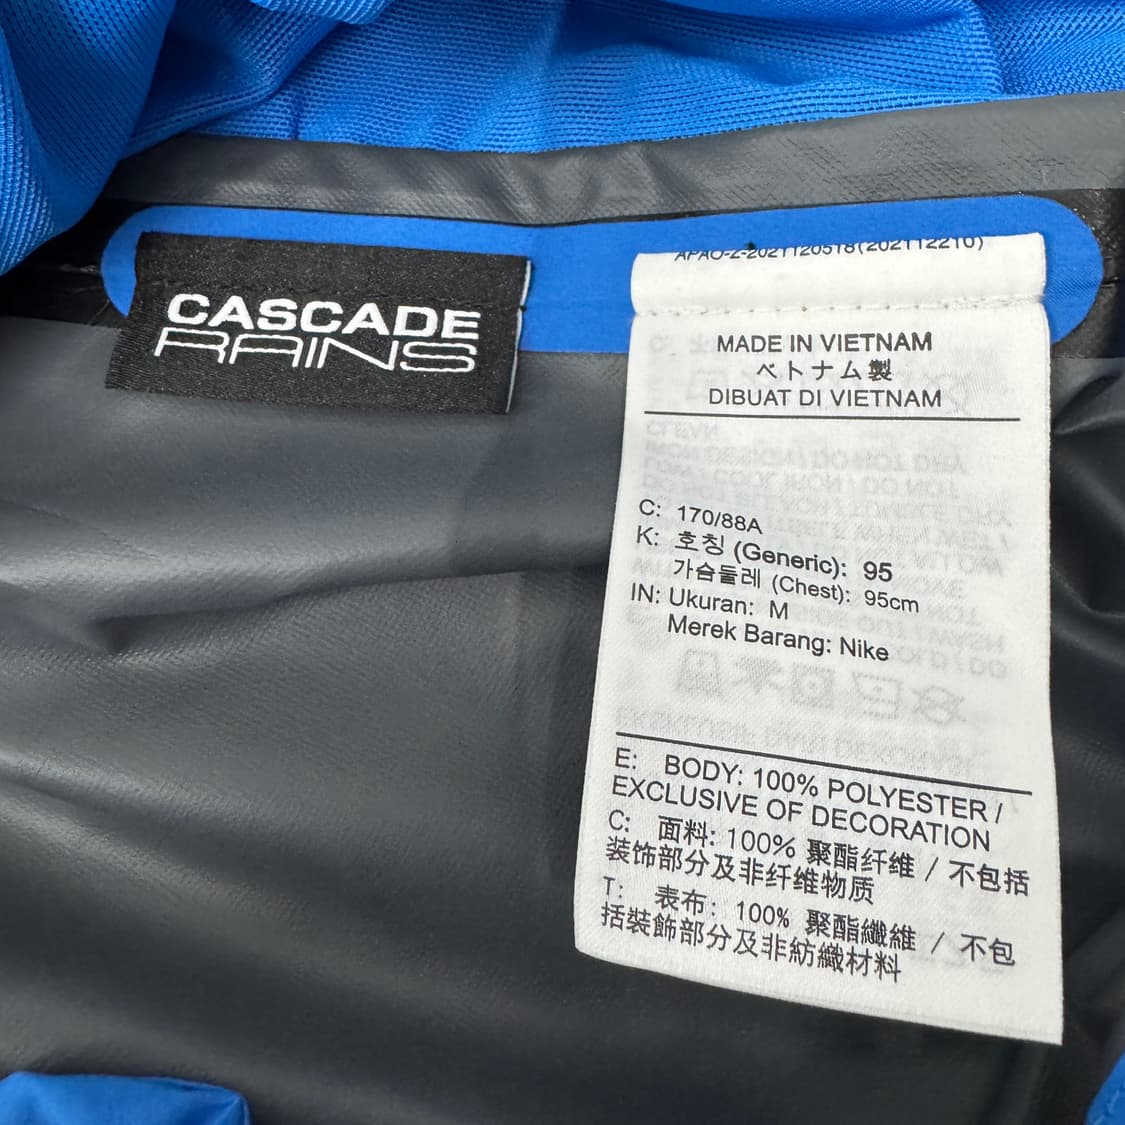 CASCADE
RAINS
APAO-Z-2021120518(202112210)
MADE IN VIETNAM
ベトナム製
DIBUAT DI VIETNAM
C: 170/88A
K: 호칭 (Generic): 95
가슴둘레 (Chest): 95cm
IN: Ukuran: M
Merek Barang: Nike
E: BODY: 100% POLYESTER /
EXCLUSIVE OF DECORATION
C: 面料: 100% 聚酯纤维 / 不包括
装饰部分及非纤维物质
T: 表布: 100% 聚酯纖維 / 不包
括裝飾部分及非紡織材料